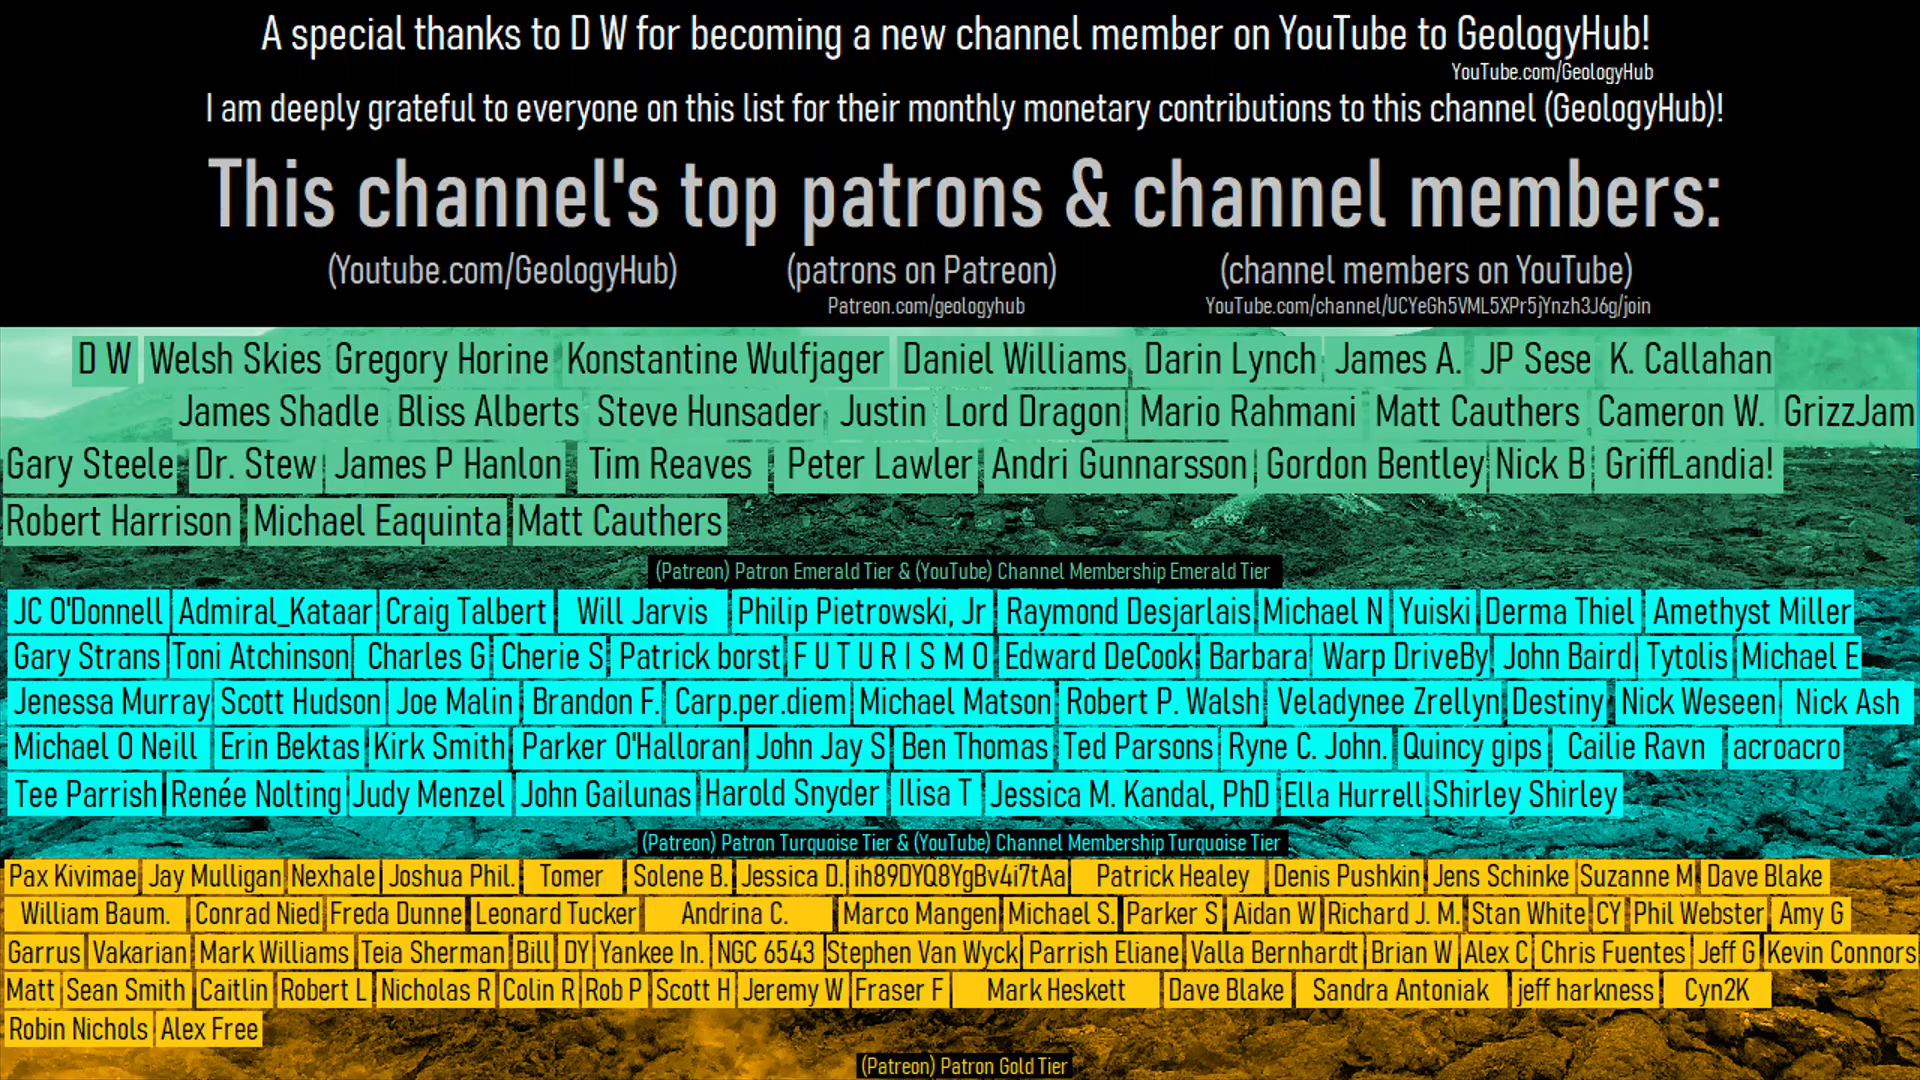 A special thanks to D W for becoming a new channel member on YouTube to GeologyHub!
YouTube.com/GeologyHub
I am deeply grateful to everyone on this list for their monthly monetary contributions to this channel (GeologyHub)!
This channel's top patrons & channel members:
(Youtube.com/GeologyHub) (patrons on Patreon) (channel members on YouTube)
Patreon.com/geologyhub YouTube.com/channel/UCYeGh5VML5XPr5jYnzh3J6g/join
D W Welsh Skies Gregory Horine Konstantine Wulfjager Daniel Williams Darin Lynch James A. JP Sese K. Callahan
James Shadle Bliss Alberts Steve Hunsader Justin Lord Dragon Mario Rahmani Matt Cauthers Cameron W. GrizzJam
Gary Steele Dr. Stew James P Hanlon Tim Reaves Peter Lawler Andri Gunnarsson Gordon Bentley Nick B GriffLandia!
Robert Harrison Michael Eaquinta Matt Cauthers
(Patreon) Patron Emerald Tier & (YouTube) Channel Membership Emerald Tier
JC O'Donnell Admiral_Kataar Craig Talbert Will Jarvis Philip Pietrowski, Jr Raymond Desjarlais Michael N Yuiski Derma Thiel Amethyst Miller
Gary Strans Toni Atchinson Charles G Cherie S Patrick borst F U T U R I S M O Edward DeCook Barbara Warp DriveBy John Baird Tytolis Michael E
Jenessa Murray Scott Hudson Joe Malin Brandon F. Carp.per.diem Michael Matson Robert P. Walsh Veladynee Zrellyn Destiny Nick Weseen Nick Ash
Michael O Neill Erin Bektas Kirk Smith Parker O'Halloran John Jay S Ben Thomas Ted Parsons Ryne C. John. Quincy gips Cailie Ravn acroacro
Tee Parrish Renée Nolting Judy Menzel John Gailunas Harold Snyder Ilisa T Jessica M. Kandal, PhD Ella Hurrell Shirley Shirley
(Patreon) Patron Turquoise Tier & (YouTube) Channel Membership Turquoise Tier
Pax Kivimae Jay Mulligan Nexhale Joshua Phil. Tomer Solene B. Jessica D. ih89DYQ8YgBv4i7tAa Patrick Healey Denis Pushkin Jens Schinke Suzanne M Dave Blake
William Baum. Conrad Nied Freda Dunne Leonard Tucker Andrina C. Marco Mangen Michael S. Parker S Aidan W Richard J. M. Stan White CY Phil Webster Amy G
Garrus Vakarian Mark Williams Teia Sherman Bill DY Yankee In. NGC 6543 Stephen Van Wyck Parrish Eliane Valla Bernhardt Brian W Alex C Chris Fuentes Jeff G Kevin Connors
Matt Sean Smith Caitlin Robert L Nicholas R Colin R Rob P Scott H Jeremy W Fraser F Mark Heskett Dave Blake Sandra Antoniak jeff harkness Cyn2K
Robin Nichols Alex Free
(Patreon) Patron Gold Tier